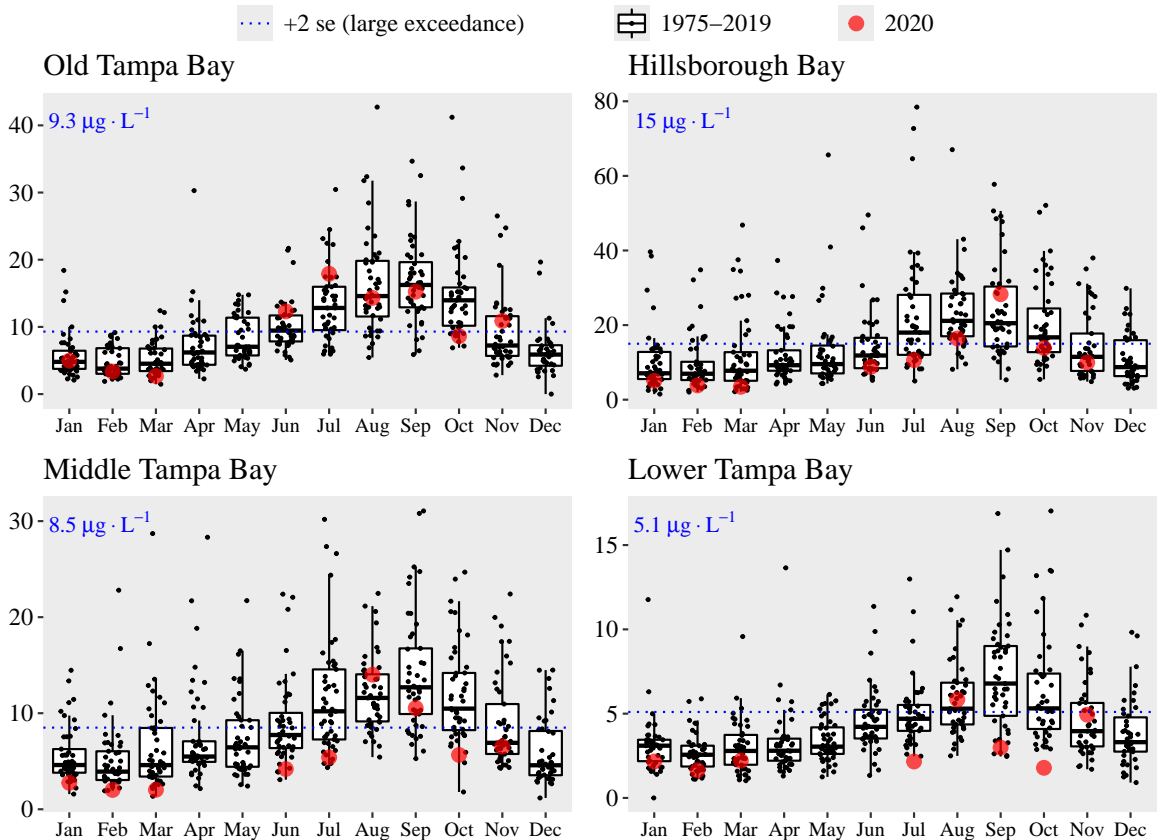 +2 se (large exceedance) 1975–2019 2020
Old Tampa Bay
9.3 μg · L⁻¹
40
30
20
10
0
Jan Feb Mar Apr May Jun Jul Aug Sep Oct Nov Dec
Hillsborough Bay
15 μg · L⁻¹
80
60
40
20
0
Jan Feb Mar Apr May Jun Jul Aug Sep Oct Nov Dec
Middle Tampa Bay
8.5 μg · L⁻¹
30
20
10
0
Jan Feb Mar Apr May Jun Jul Aug Sep Oct Nov Dec
Lower Tampa Bay
5.1 μg · L⁻¹
15
10
5
0
Jan Feb Mar Apr May Jun Jul Aug Sep Oct Nov Dec